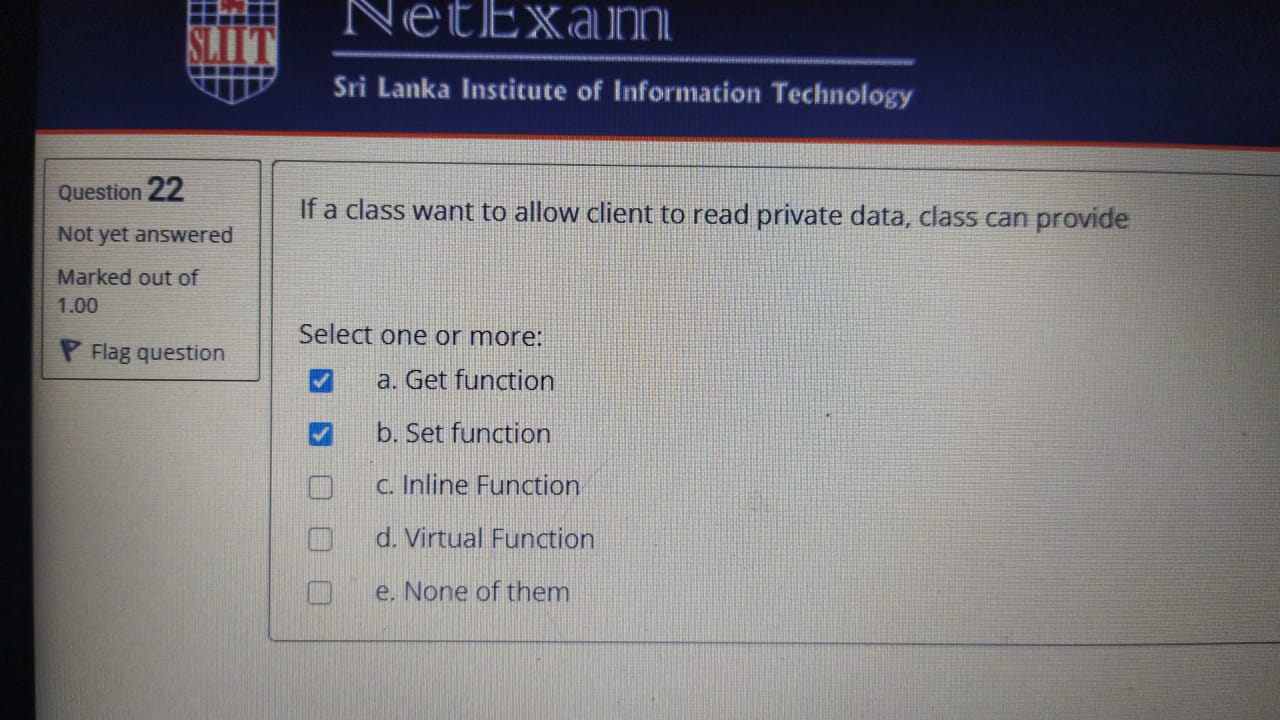 SLIIT
NetExam
Sri Lanka Institute of Information Technology
Question 22
Not yet answered
Marked out of
1.00
Flag question
If a class want to allow client to read private data, class can provide
Select one or more:
a. Get function
b. Set function
c. Inline Function
d. Virtual Function
e. None of them